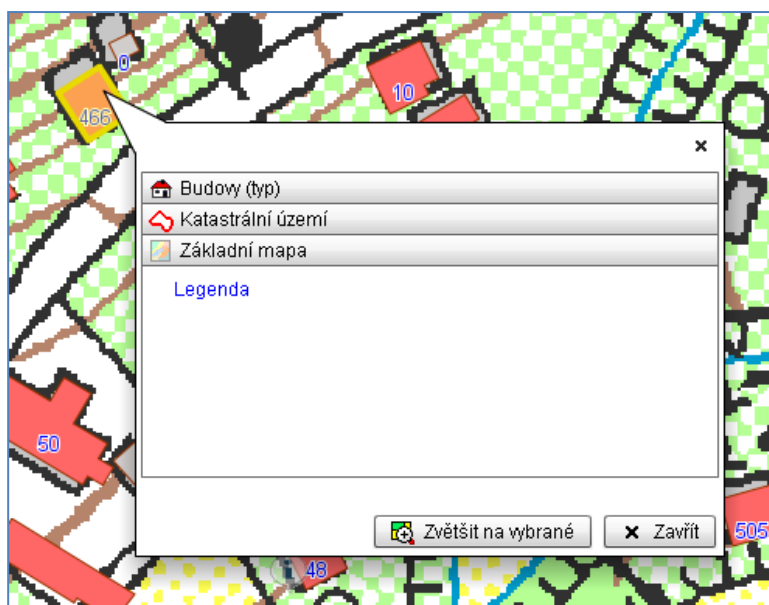 0
466
10
×
Budovy (typ)
Katastrální území
Základní mapa
Legenda
50
Zvětšit na vybrané
Zavřít
505
48